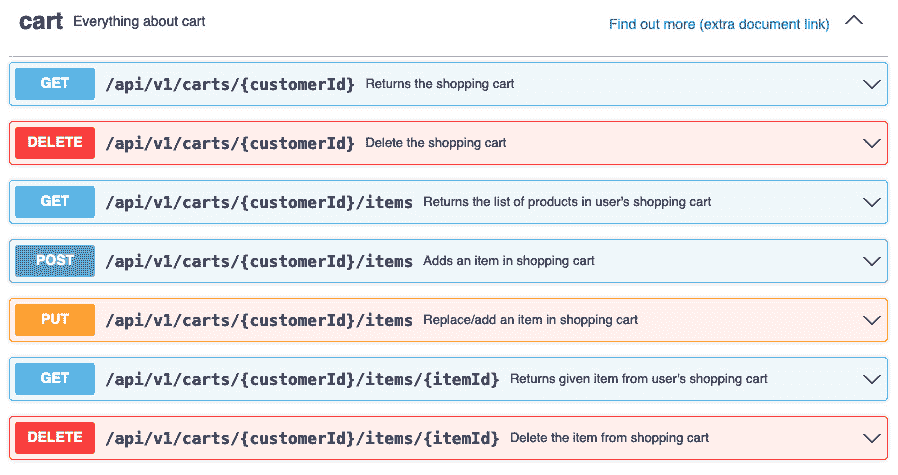 cart Everything about cart Find out more (extra document link)
GET /api/v1/carts/{customerId} Returns the shopping cart
DELETE /api/v1/carts/{customerId} Delete the shopping cart
GET /api/v1/carts/{customerId}/items Returns the list of products in user's shopping cart
POST /api/v1/carts/{customerId}/items Adds an item in shopping cart
PUT /api/v1/carts/{customerId}/items Replace/add an item in shopping cart
GET /api/v1/carts/{customerId}/items/{itemId} Returns given item from user's shopping cart
DELETE /api/v1/carts/{customerId}/items/{itemId} Delete the item from shopping cart